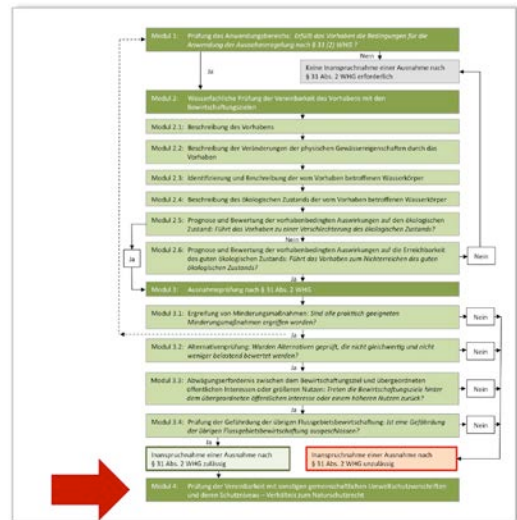 Modul 1: Prüfung des Anwendungsbereichs: Erfüllt das Vorhaben die Bedingungen für die
Anwendung der Ausnahmeregelung nach § 31 (2) WHG ?
Nein
Ja
Keine Inanspruchnahme einer Ausnahme nach
§ 31 Abs. 2 WHG erforderlich
Modul 2: Wasserfachliche Prüfung der Vereinbarkeit des Vorhabens mit den
Bewirtschaftungszielen
Modul 2.1: Beschreibung des Vorhabens
Modul 2.2: Beschreibung der Veränderungen der physischen Gewässereigenschaften durch das
Vorhaben
Modul 2.3: Identifizierung und Beschreibung der vom Vorhaben betroffenen Wasserkörper
Modul 2.4: Beschreibung des ökologischen Zustands der vom Vorhaben betroffenen Wasserkörper
Modul 2.5: Prognose und Bewertung der vorhabenbedingten Auswirkungen auf den ökologischen
Zustand: Führt das Vorhaben zu einer Verschlechterung des ökologischen Zustands?
Nein
Modul 2.6: Prognose und Bewertung der vorhabenbedingten Auswirkungen auf die Erreichbarkeit
des guten ökologischen Zustands: Führt das Vorhaben zum Nichterreichen des guten
ökologischen Zustands?
Nein
Ja
Ja
Modul 3: Ausnahmeprüfung nach § 31 Abs. 2 WHG
Modul 3.1: Ergreifung von Minderungsmaßnahmen: Sind alle praktisch geeigneten
Minderungsmaßnahmen ergriffen worden?
Nein
Ja
Modul 3.2: Alternativenprüfung: Wurden Alternativen geprüft, die nicht gleichwertig und nicht
weniger belastend bewertet werden?
Nein
Ja
Modul 3.3: Abwägungserfordernis zwischen dem Bewirtschaftungsziel und übergeordneten
öffentlichen Interessen oder größeren Nutzen: Treten die Bewirtschaftungsziele hinter
dem übergeordneten öffentlichen Interesse oder einem höheren Nutzen zurück?
Nein
Ja
Modul 3.4: Prüfung der Gefährdung der übrigen Flussgebietsbewirtschaftung: Ist eine Gefährdung
der übrigen Flussgebietsbewirtschaftung ausgeschlossen?
Nein
Ja
Inanspruchnahme einer Ausnahme nach
§ 31 Abs. 2 WHG zulässig
Inanspruchnahme einer Ausnahme nach
§ 31 Abs. 2 WHG unzulässig
Modul 4: Prüfung der Vereinbarkeit mit sonstigen gemeinschaftlichen Umweltschutzvorschriften
und deren Schutzniveau – Verhältnis zum Naturschutzrecht